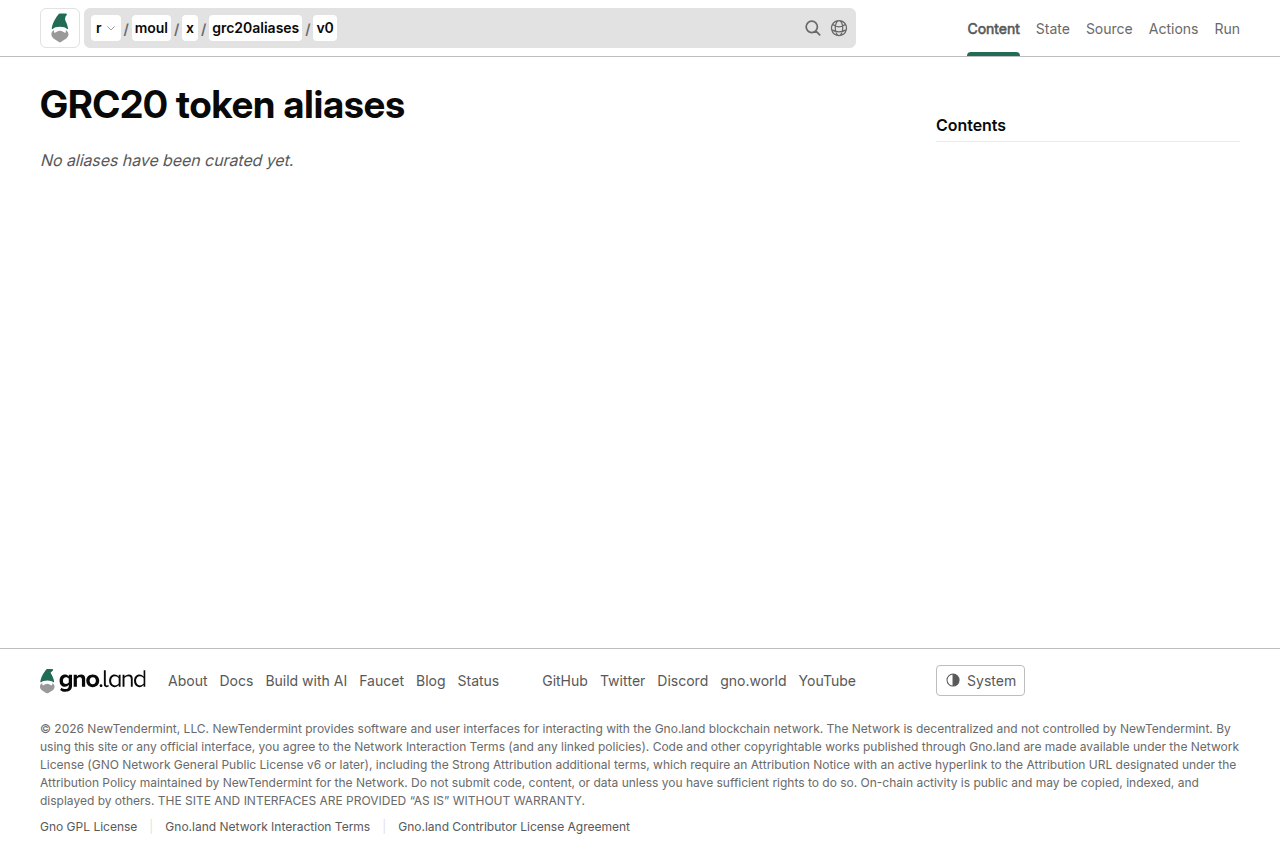 r / moul / x / grc20aliases / v0
Content State Source Actions Run
GRC20 token aliases
No aliases have been curated yet.
Contents
gno.land About Docs Build with AI Faucet Blog Status GitHub Twitter Discord gno.world YouTube System
© 2026 NewTendermint, LLC. NewTendermint provides software and user interfaces for interacting with the Gno.land blockchain network. The Network is decentralized and not controlled by NewTendermint. By
using this site or any official interface, you agree to the Network Interaction Terms (and any linked policies). Code and other copyrightable works published through Gno.land are made available under the Network
License (GNO Network General Public License v6 or later), including the Strong Attribution additional terms, which require an Attribution Notice with an active hyperlink to the Attribution URL designated under the
Attribution Policy maintained by NewTendermint for the Network. Do not submit code, content, or data unless you have sufficient rights to do so. On-chain activity is public and may be copied, indexed, and
displayed by others. THE SITE AND INTERFACES ARE PROVIDED “AS IS” WITHOUT WARRANTY.
Gno GPL License Gno.land Network Interaction Terms Gno.land Contributor License Agreement